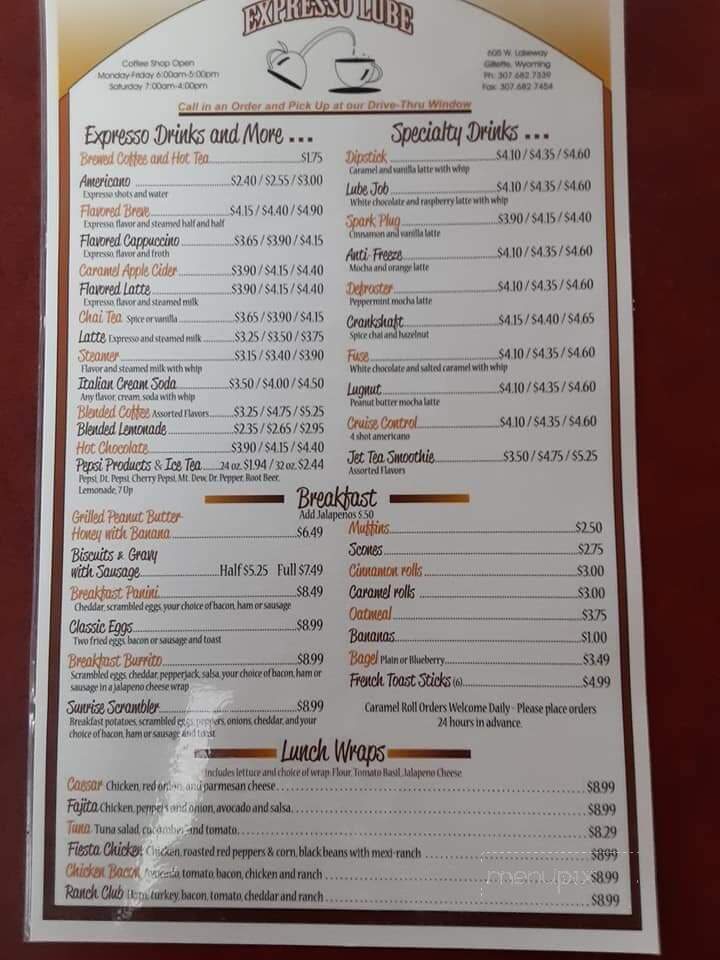 EXPRESSO LUBE
Coffee Shop Open
Monday-Friday 6:00am-5:00pm
Saturday 7:00am-4:00pm
608 W. Lakeway
Gillette, Wyoming
Ph: 307.682.7539
Fax: 307.682.7454
Call in an Order and Pick Up at our Drive-Thru Window
Expresso Drinks and More ...
Brewed Coffee and Hot Tea $1.75
Americano $2.40 / $2.55 / $3.00
Expresso shots and water
Flavored Breve $4.15 / $4.40 / $4.90
Expresso, flavor and steamed half and half
Flavored Cappuccino $3.65 / $3.90 / $4.15
Expresso, flavor and froth
Caramel Apple Cider $3.90 / $4.15 / $4.40
Flavored Latte $3.90 / $4.15 / $4.40
Expresso, flavor and steamed milk
Chai Tea Spice or vanilla $3.65 / $3.90 / $4.15
Latte Expresso and steamed milk $3.25 / $3.50 / $3.75
Steamer $3.15 / $3.40 / $3.90
Flavor and steamed milk with whip
Italian Cream Soda $3.50 / $4.00 / $4.50
Any flavor, cream, soda with whip
Blended Coffee Assorted Flavors $3.25 / $4.75 / $5.25
Blended Lemonade $2.35 / $2.65 / $2.95
Hot Chocolate $3.90 / $4.15 / $4.40
Pepsi Products & Ice Tea 24 oz. $1.94 / 32 oz. $2.44
Pepsi, Dt. Pepsi, Cherry Pepsi, Mt. Dew, Dr. Pepper, Root Beer,
Lemonade, 7 Up
Specialty Drinks ...
Dipstick $4.10 / $4.35 / $4.60
Caramel and vanilla latte with whip
Lube Job $4.10 / $4.35 / $4.60
White chocolate and raspberry latte with whip
Spark Plug $3.90 / $4.15 / $4.40
Cinnamon and vanilla latte
Anti-Freeze $4.10 / $4.35 / $4.60
Mocha and orange latte
Defroster $4.10 / $4.35 / $4.60
Peppermint mocha latte
Crankshaft $4.15 / $4.40 / $4.65
Spice chai and hazelnut
Fuse $4.10 / $4.35 / $4.60
White chocolate and salted caramel with whip
Lugnut $4.10 / $4.35 / $4.60
Peanut butter mocha latte
Cruise Control $4.10 / $4.35 / $4.60
4 shot americano
Jet Tea Smoothie $3.50 / $4.75 / $5.25
Assorted Flavors
Breakfast
Add Jalapenos $.50
Grilled Peanut Butter
Honey with Banana $6.49
Biscuits & Gravy
with Sausage Half $5.25 Full $7.49
Breakfast Panini $8.49
Cheddar, scrambled eggs, your choice of bacon, ham or sausage
Classic Eggs $8.99
Two fried eggs, bacon or sausage and toast
Breakfast Burrito $8.99
Scrambled eggs, cheddar, pepperjack, salsa, your choice of bacon, ham or
sausage in a jalapeno cheese wrap
Sunrise Scrambler $8.99
Breakfast potatoes, scrambled eggs, peppers, onions, cheddar, and your
choice of bacon, ham or sausage and toast
Muffins $2.50
Scones $2.75
Cinnamon rolls $3.00
Caramel rolls $3.00
Oatmeal $3.75
Bananas $1.00
Bagel Plain or Blueberry $3.49
French Toast Sticks (6) $4.99
Caramel Roll Orders Welcome Daily - Please place orders
24 hours in advance.
Lunch Wraps
Includes lettuce and choice of wrap: Flour, Tomato Basil, Jalapeno Cheese
Caesar Chicken, red onion, and parmesan cheese $8.99
Fajita Chicken, peppers and onion, avocado and salsa $8.99
Tuna Tuna salad, cucumber and tomato $8.29
Fiesta Chicken Chicken, roasted red peppers & corn, black beans with mexi-ranch $8.99
Chicken Bacon Avocado, tomato, bacon, chicken and ranch $8.99
Ranch Club Ham, turkey, bacon, tomato, cheddar and ranch $8.99
menupix